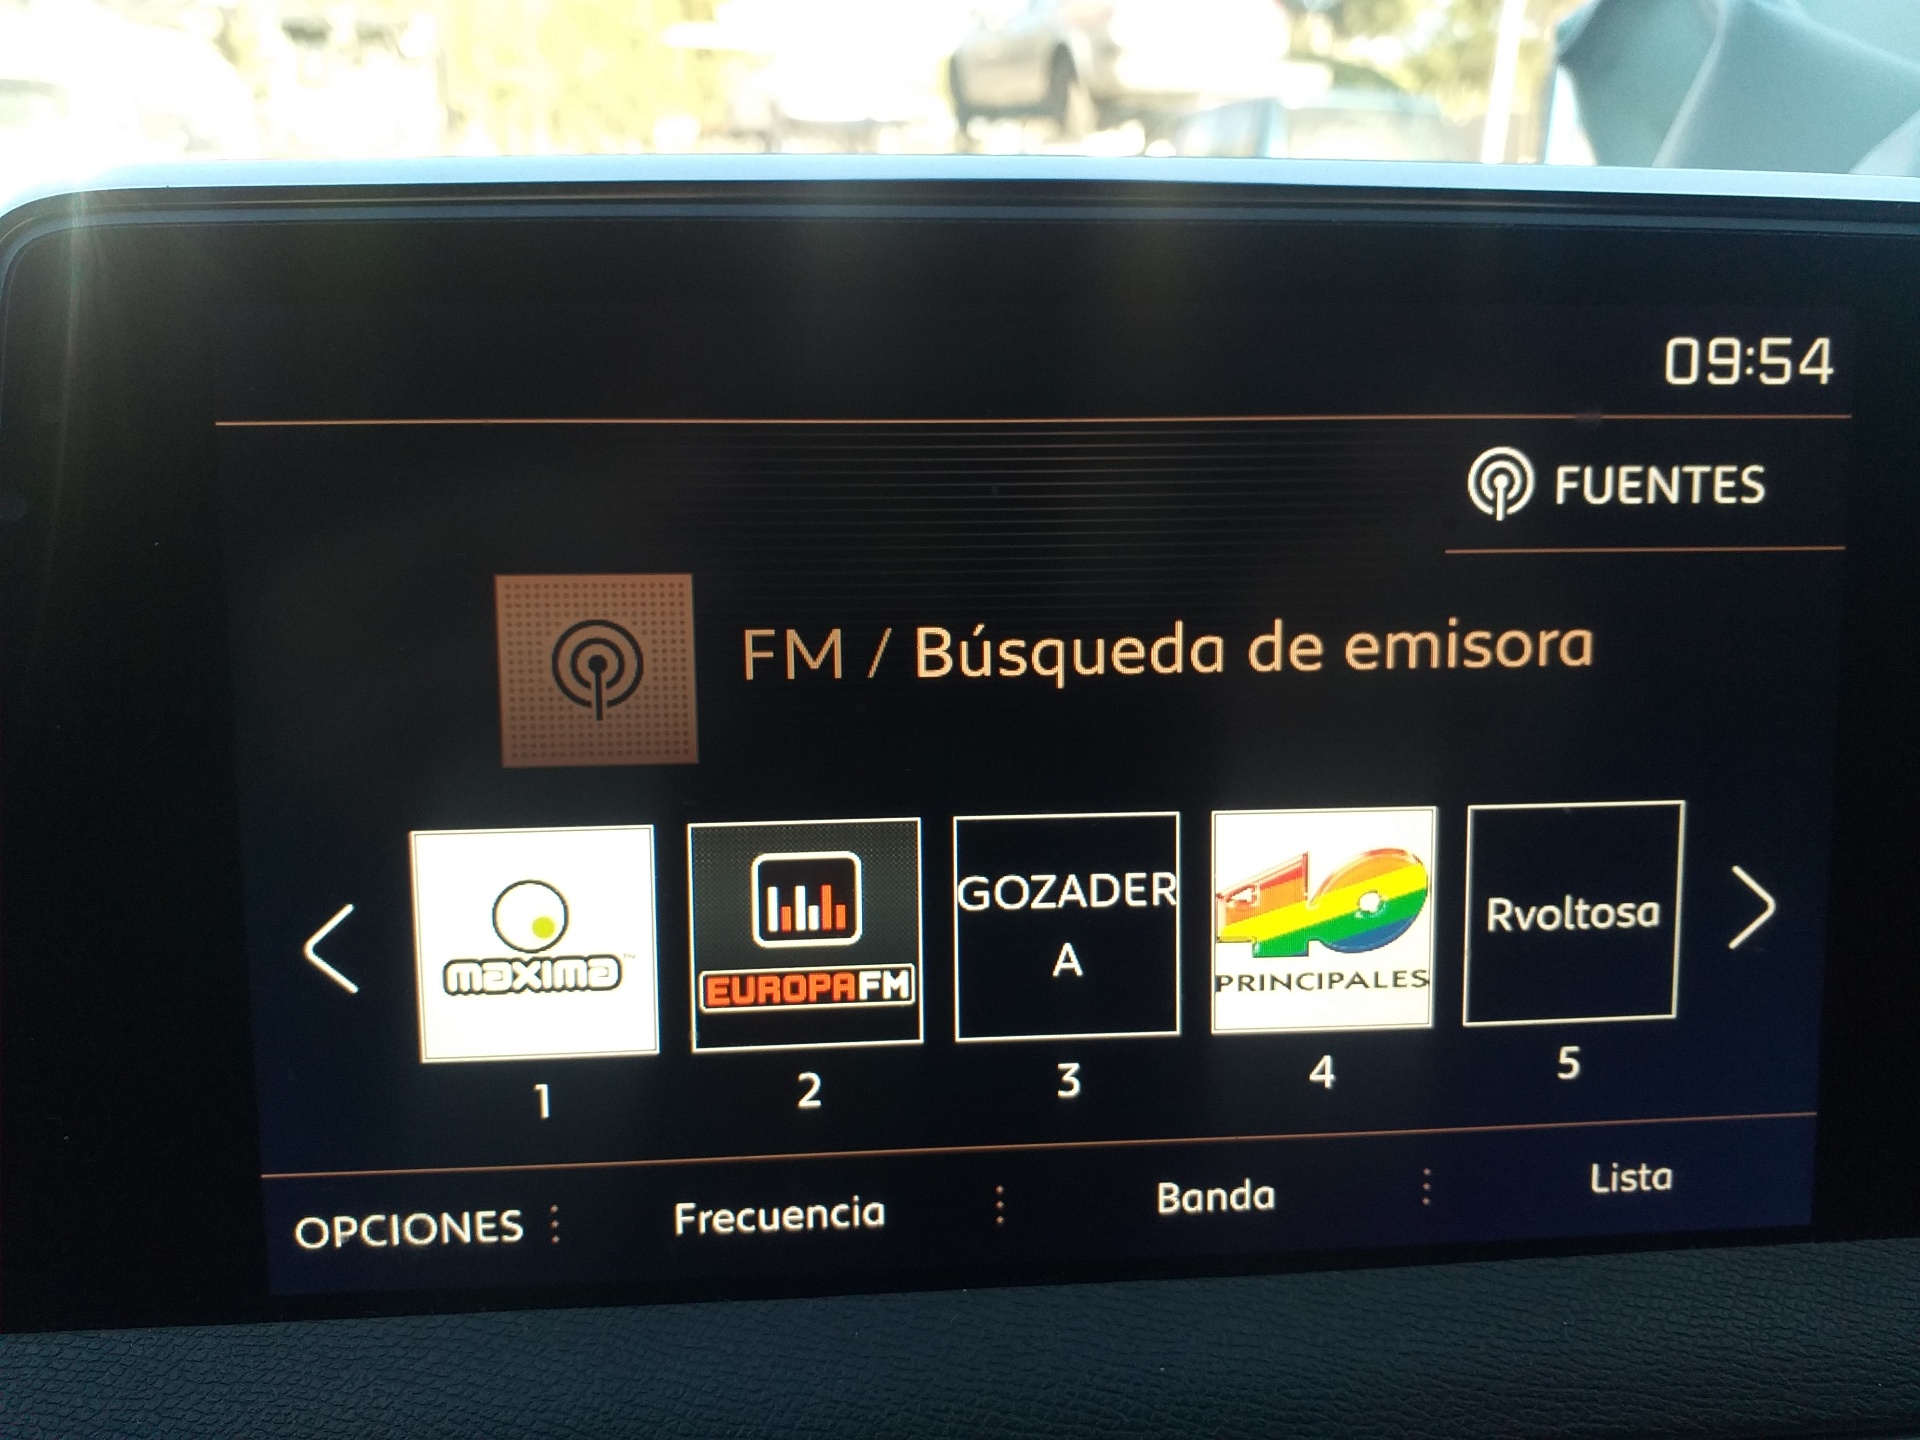 09:54
FUENTES
FM / Búsqueda de emisora
maxima™
EUROPAFM
GOZADER
A
40
PRINCIPALES
Rvoltosa
1
2
3
4
5
OPCIONES
Frecuencia
Banda
Lista